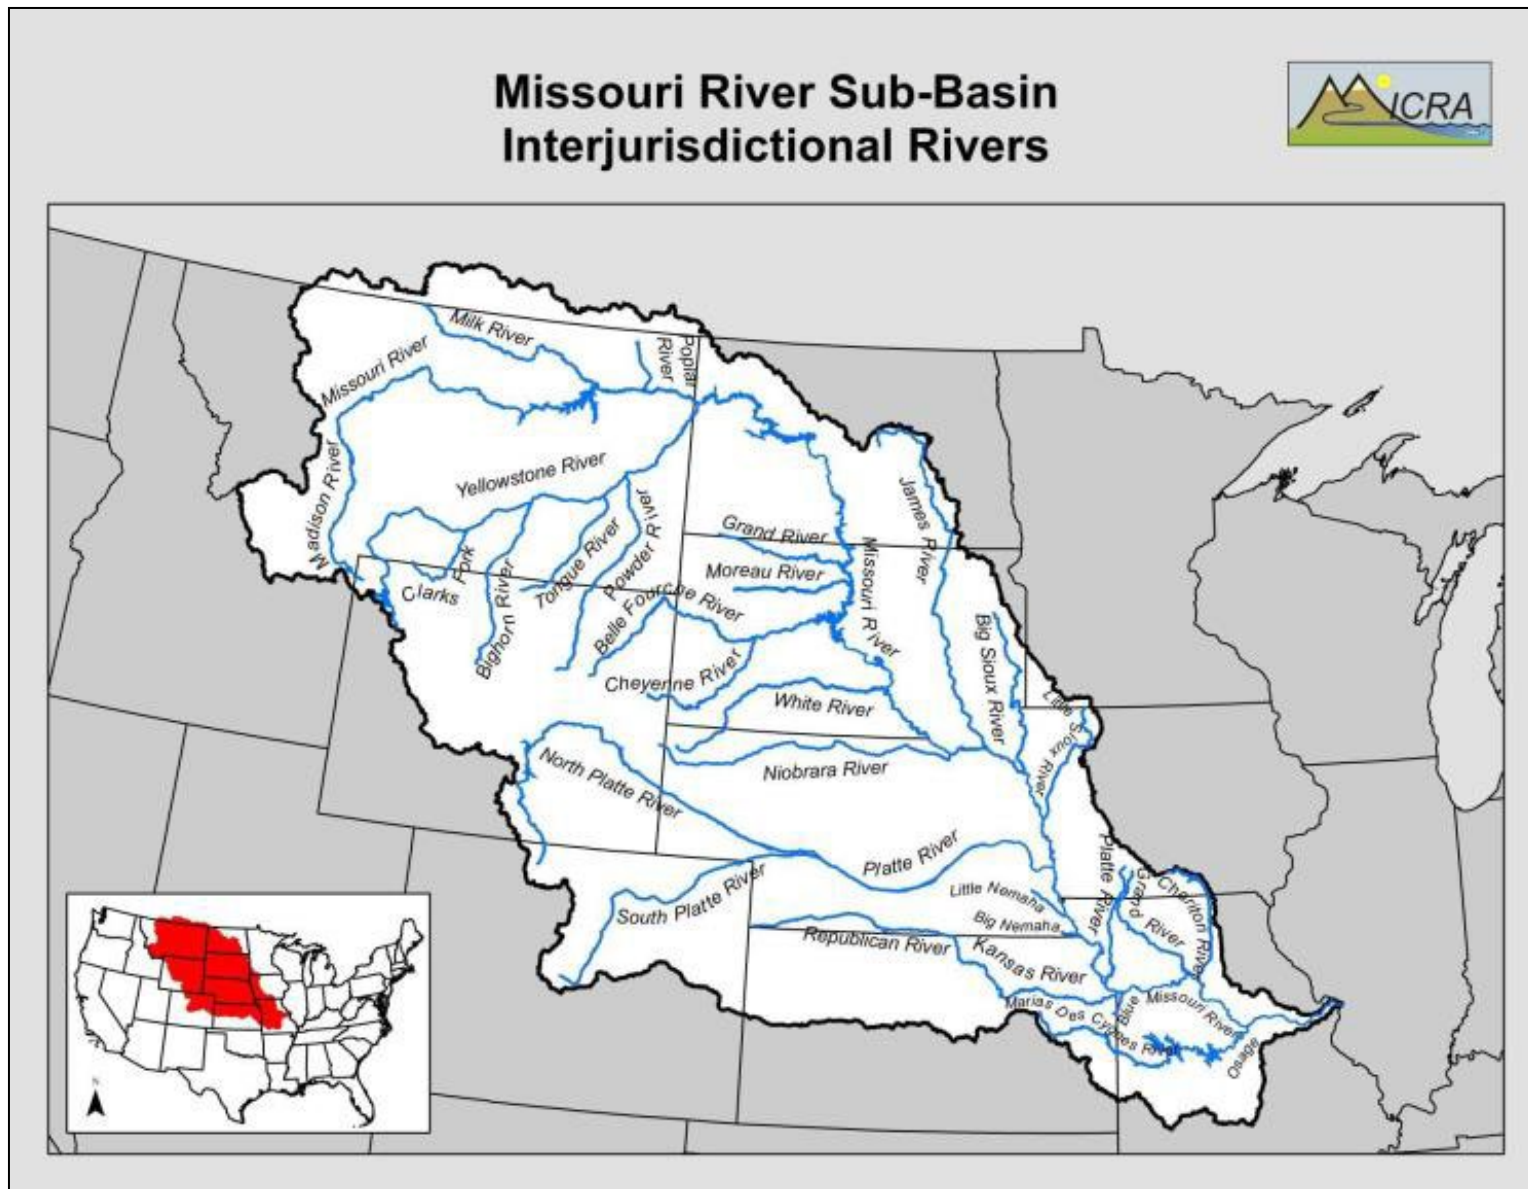 Missouri River Sub-Basin
Interjurisdictional Rivers
ICRA
Milk River
Poplar
River
Missouri River
Madison River
Yellowstone River
Clarks
Fork
Bighorn River
Tongue River
Powder River
Grand River
Moreau River
Belle Fourche River
Cheyenne River
White River
Missouri River
James River
Big Sioux River
Little Sioux River
Niobrara River
North Platte River
Platte River
South Platte River
Little Nemaha
Big Nemaha
Republican River
Kansas River
Platte River
Grand River
Chariton River
Marias Des Cygnes River
Blue
Missouri River
Osage
N